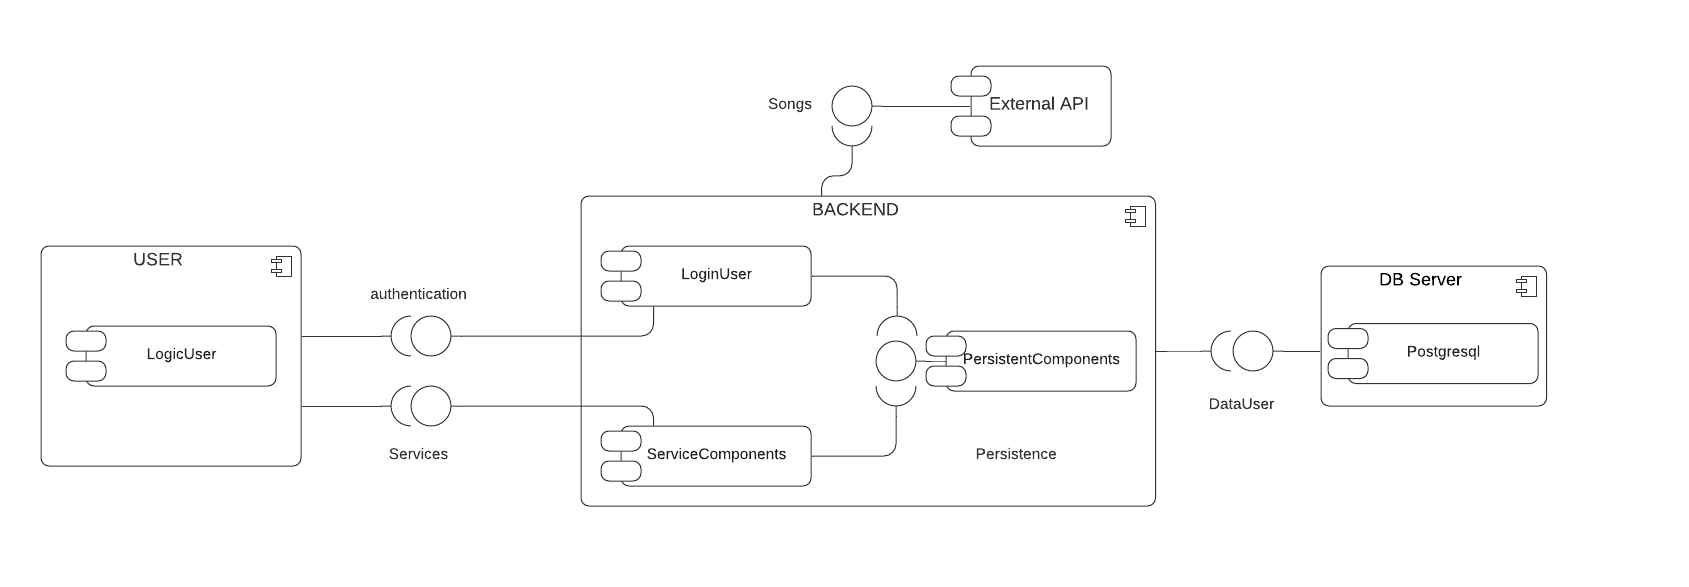 Songs
External API
BACKEND
USER
LoginUser
DB Server
authentication
LogicUser
PersistentComponents
Postgresql
DataUser
Services
ServiceComponents
Persistence